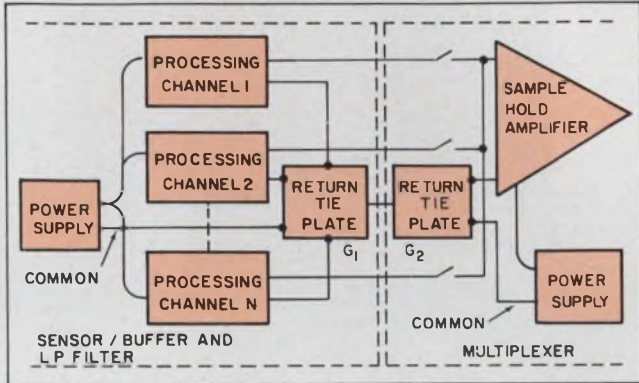 PROCESSING
CHANNEL 1
PROCESSING
CHANNEL 2
POWER
SUPPLY
COMMON
PROCESSING
CHANNEL N
RETURN
TIE
PLATE
G1
RETURN
TIE
PLATE
G2
SAMPLE
HOLD
AMPLIFIER
POWER
SUPPLY
COMMON
SENSOR / BUFFER AND
LP FILTER
MULTIPLEXER